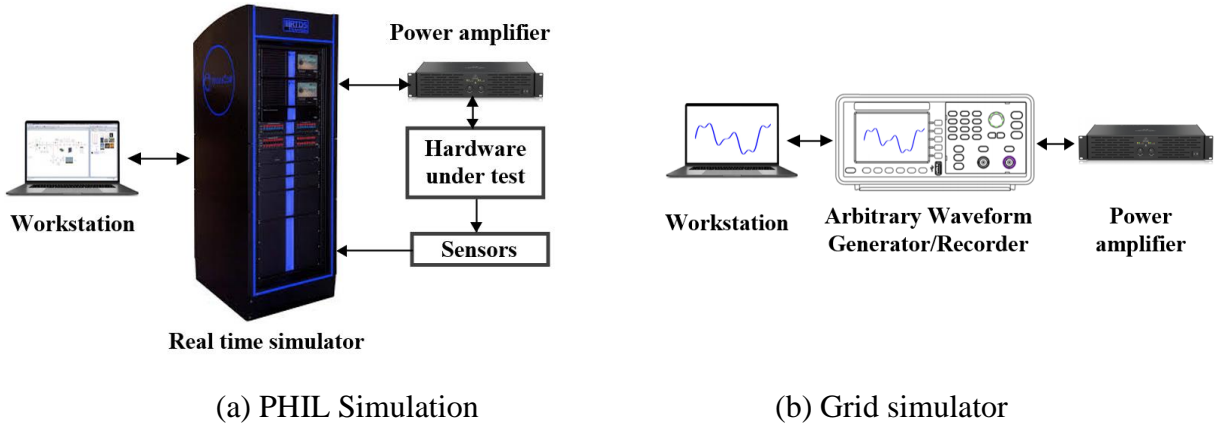 Power amplifier
Hardware
under test
Workstation
Sensors
Real time simulator
(a) PHIL Simulation
Workstation
Arbitrary Waveform
Generator/Recorder
Power
amplifier
(b) Grid simulator